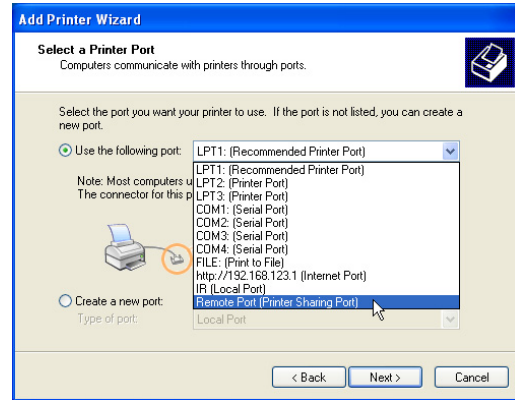 Add Printer Wizard
Select a Printer Port
Computers communicate with printers through ports.
Select the port you want your printer to use.  If the port is not listed, you can create a
new port.
Use the following port:
LPT1: (Recommended Printer Port)
LPT1: (Recommended Printer Port)
Note: Most computers u
LPT2: (Printer Port)
The connector for this p
LPT3: (Printer Port)
COM1: (Serial Port)
COM2: (Serial Port)
COM3: (Serial Port)
COM4: (Serial Port)
FILE: (Print to File)
http://192.168.123.1 (Internet Port)
IR (Local Port)
Create a new port:
Remote Port (Printer Sharing Port)
Type of port:
Local Port
< Back
Next >
Cancel